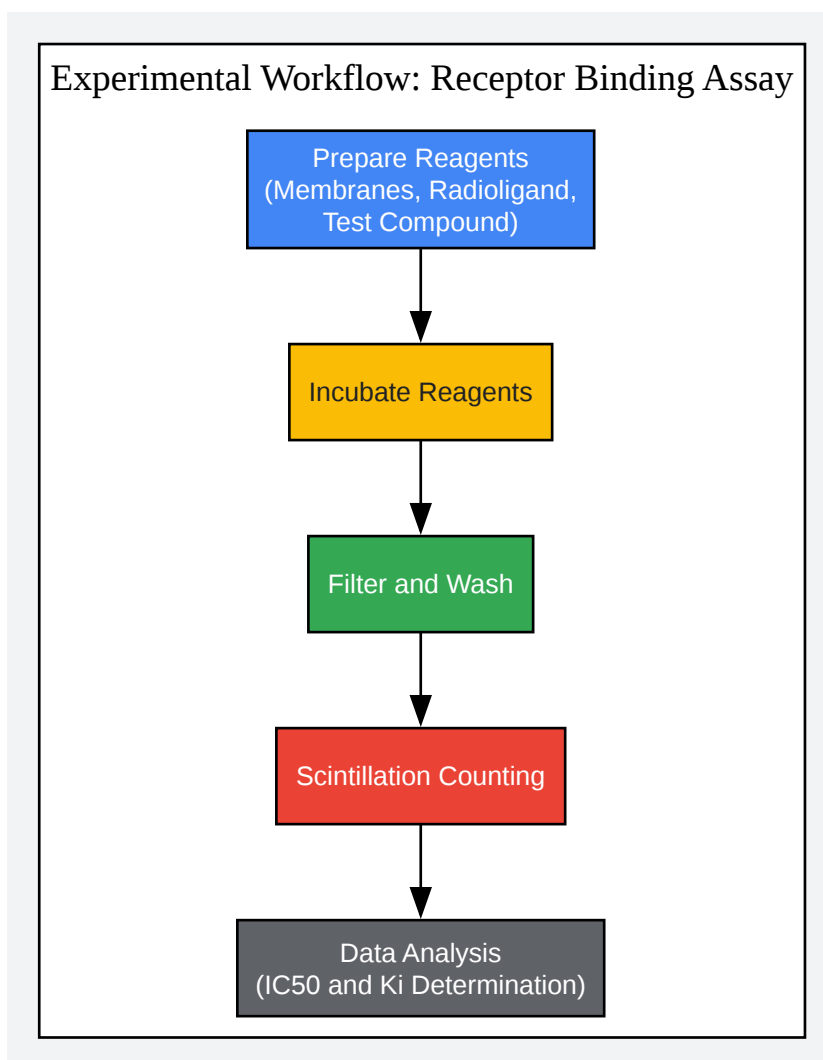 Experimental Workflow: Receptor Binding Assay
Prepare Reagents
(Membranes, Radioligand,
Test Compound)
Incubate Reagents
Filter and Wash
Scintillation Counting
Data Analysis
(IC50 and Ki Determination)